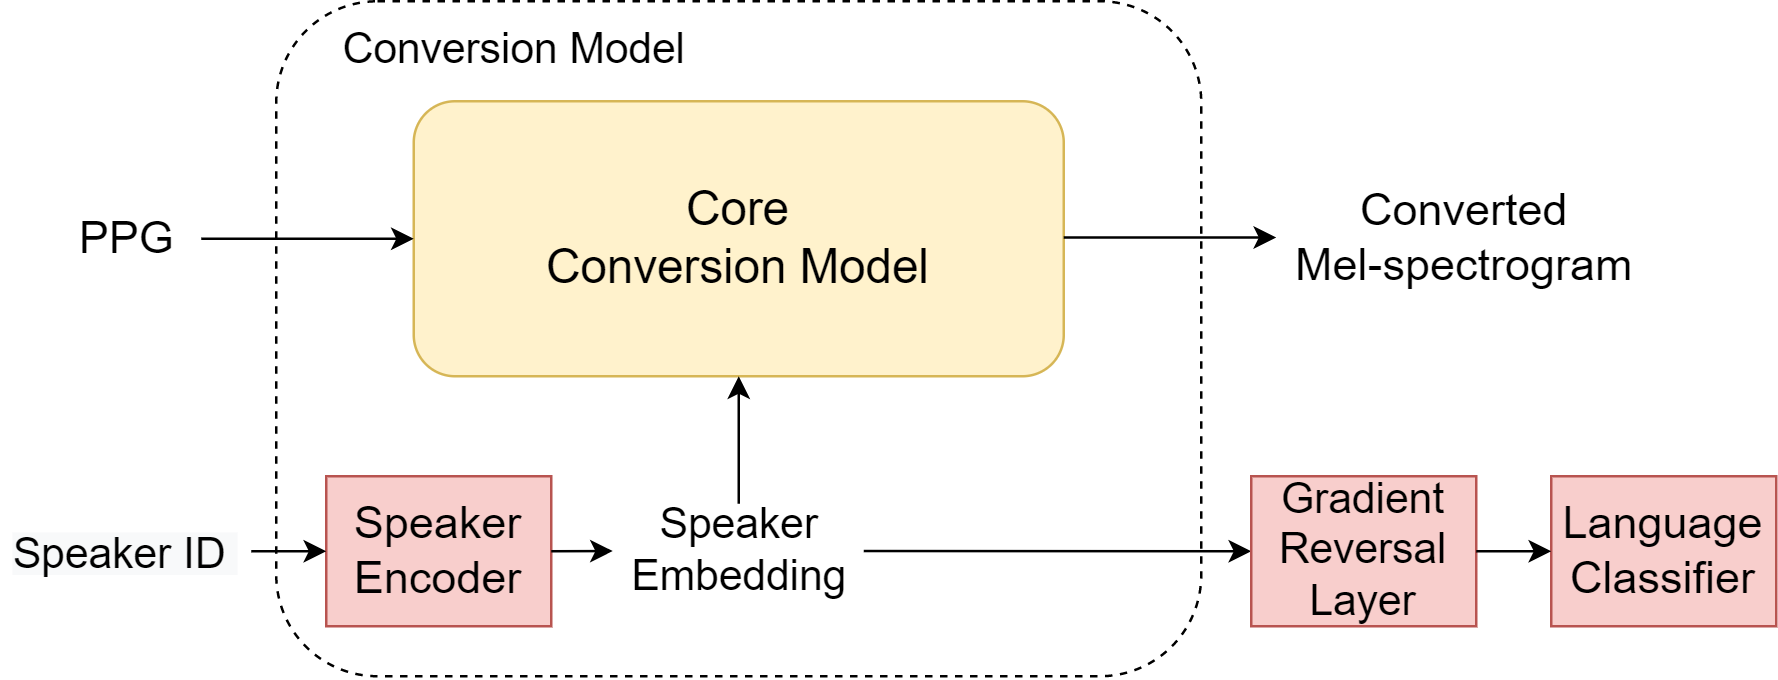 Conversion Model
Core
Conversion Model
PPG
Converted
Mel-spectrogram
Speaker ID
Speaker
Encoder
Speaker
Embedding
Gradient
Reversal
Layer
Language
Classifier